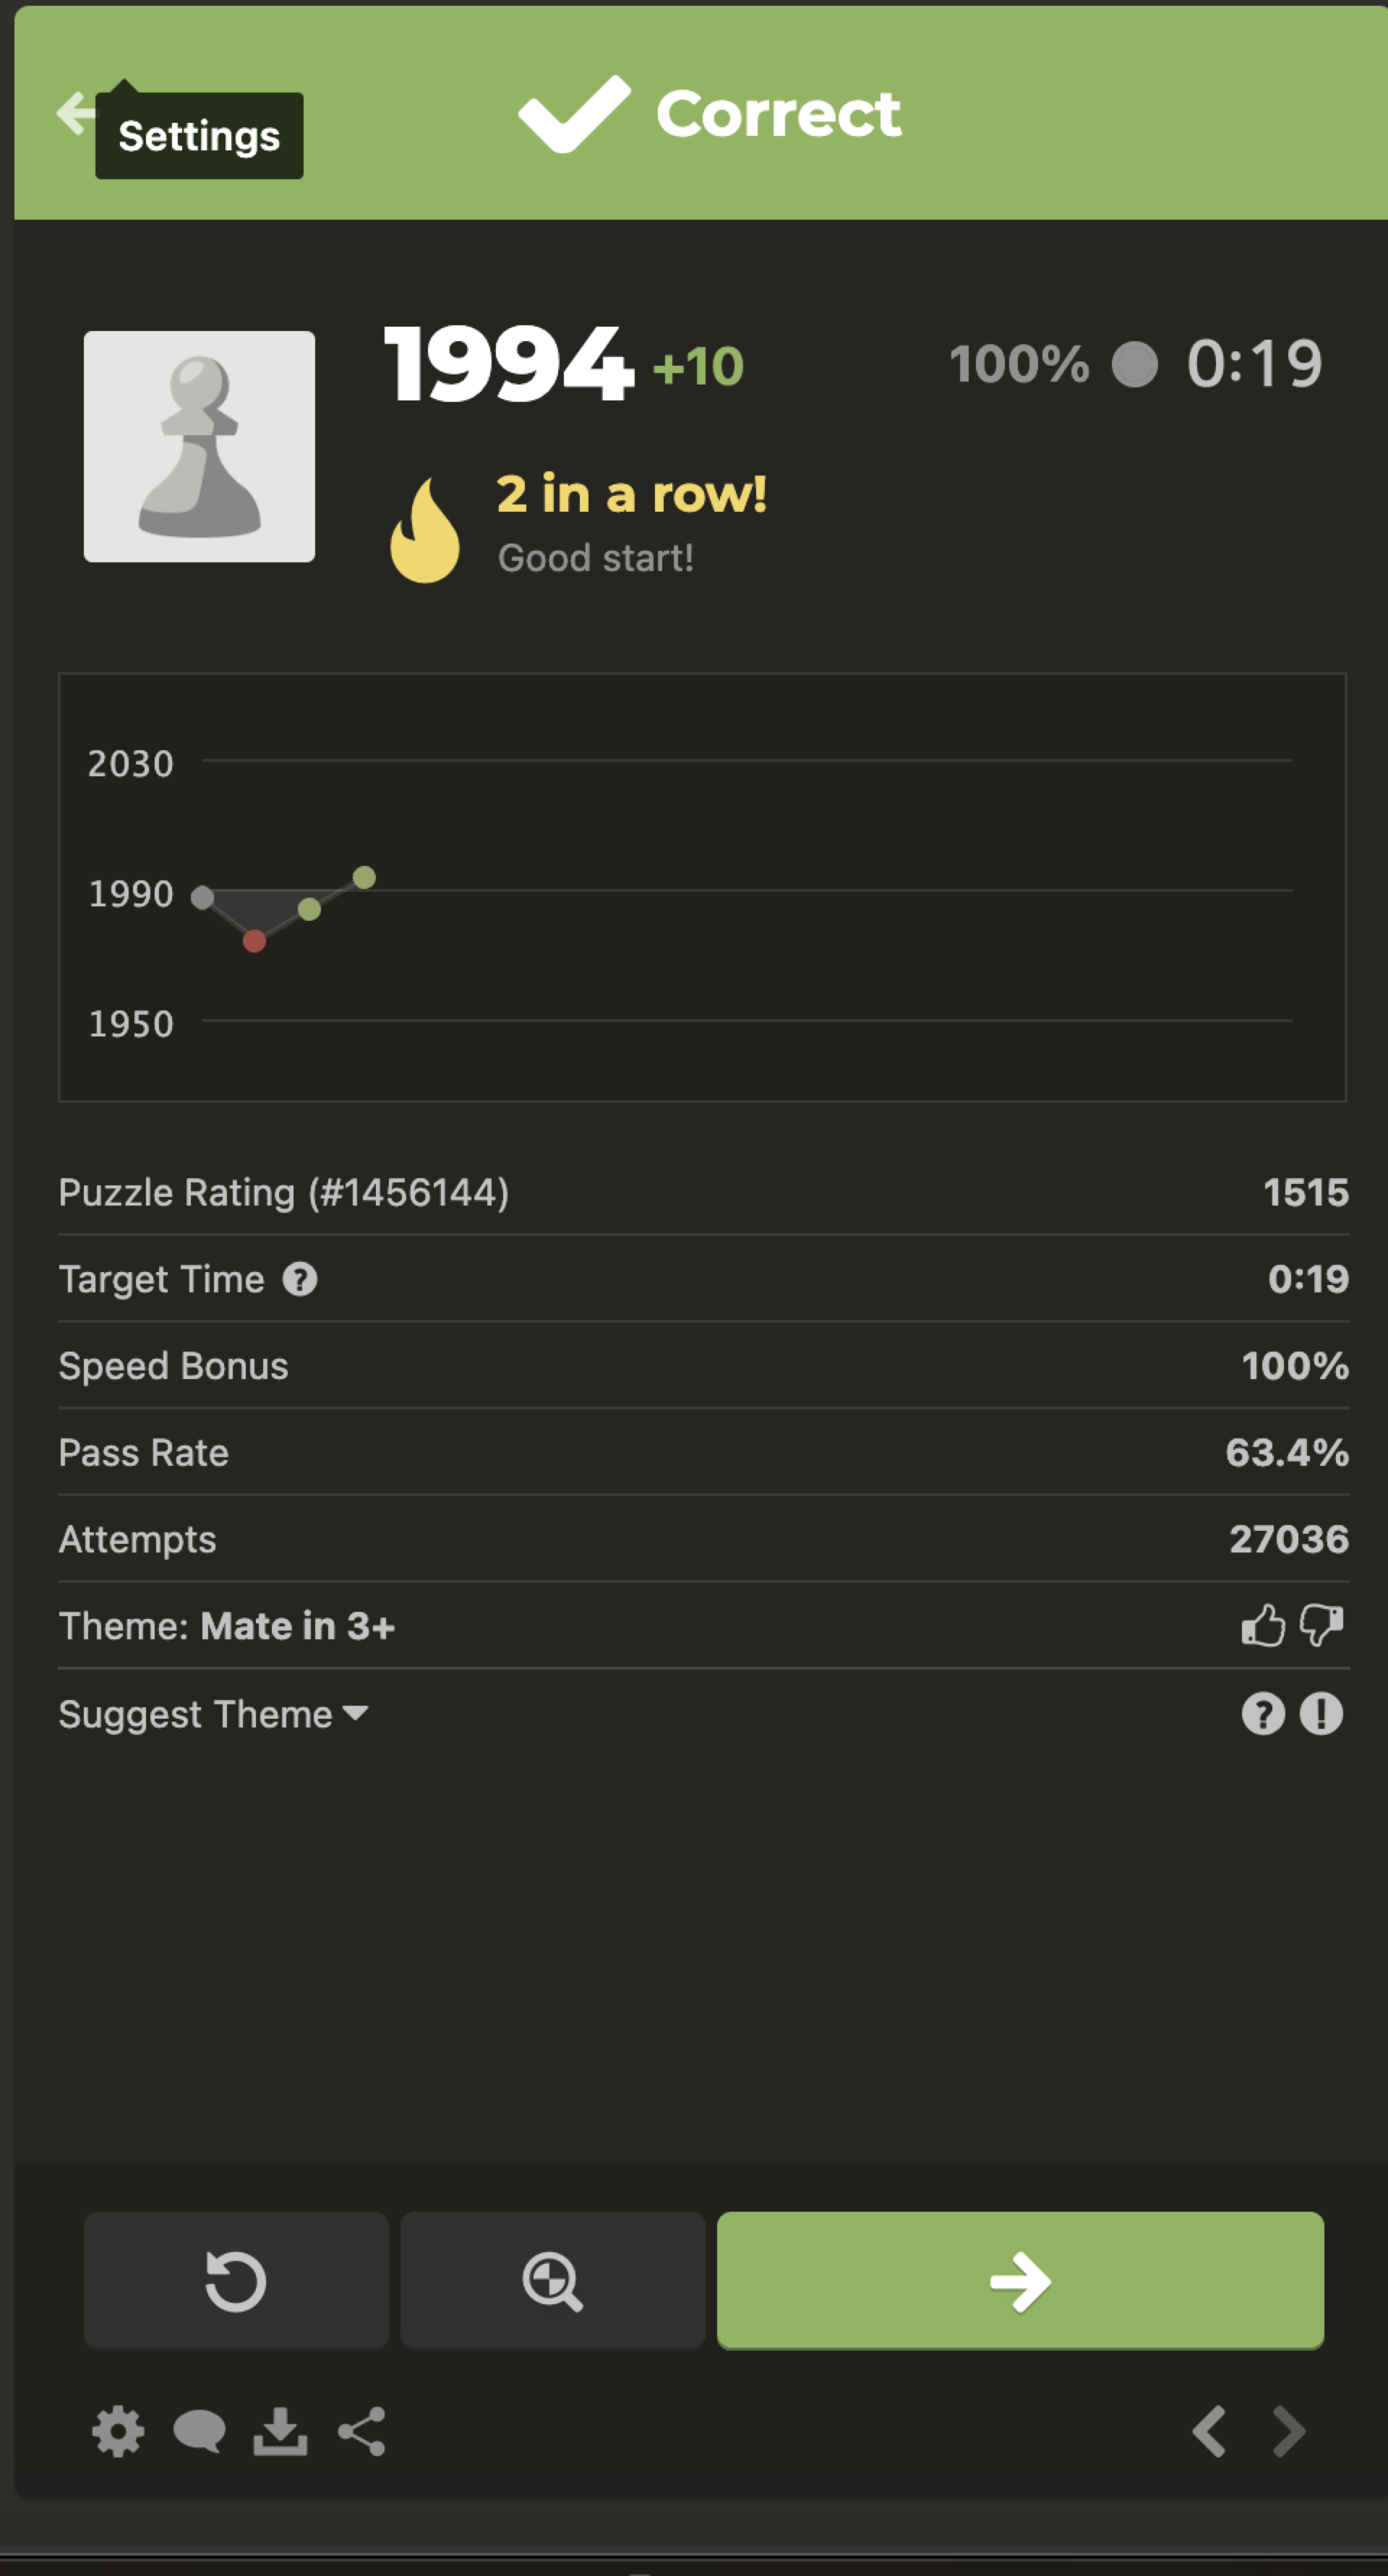 Settings
Correct
1994 +10 100% 0:19
2 in a row!
Good start!
2030
1990
1950
Puzzle Rating (#1456144) 1515
Target Time ? 0:19
Speed Bonus 100%
Pass Rate 63.4%
Attempts 27036
Theme: Mate in 3+
Suggest Theme ? !